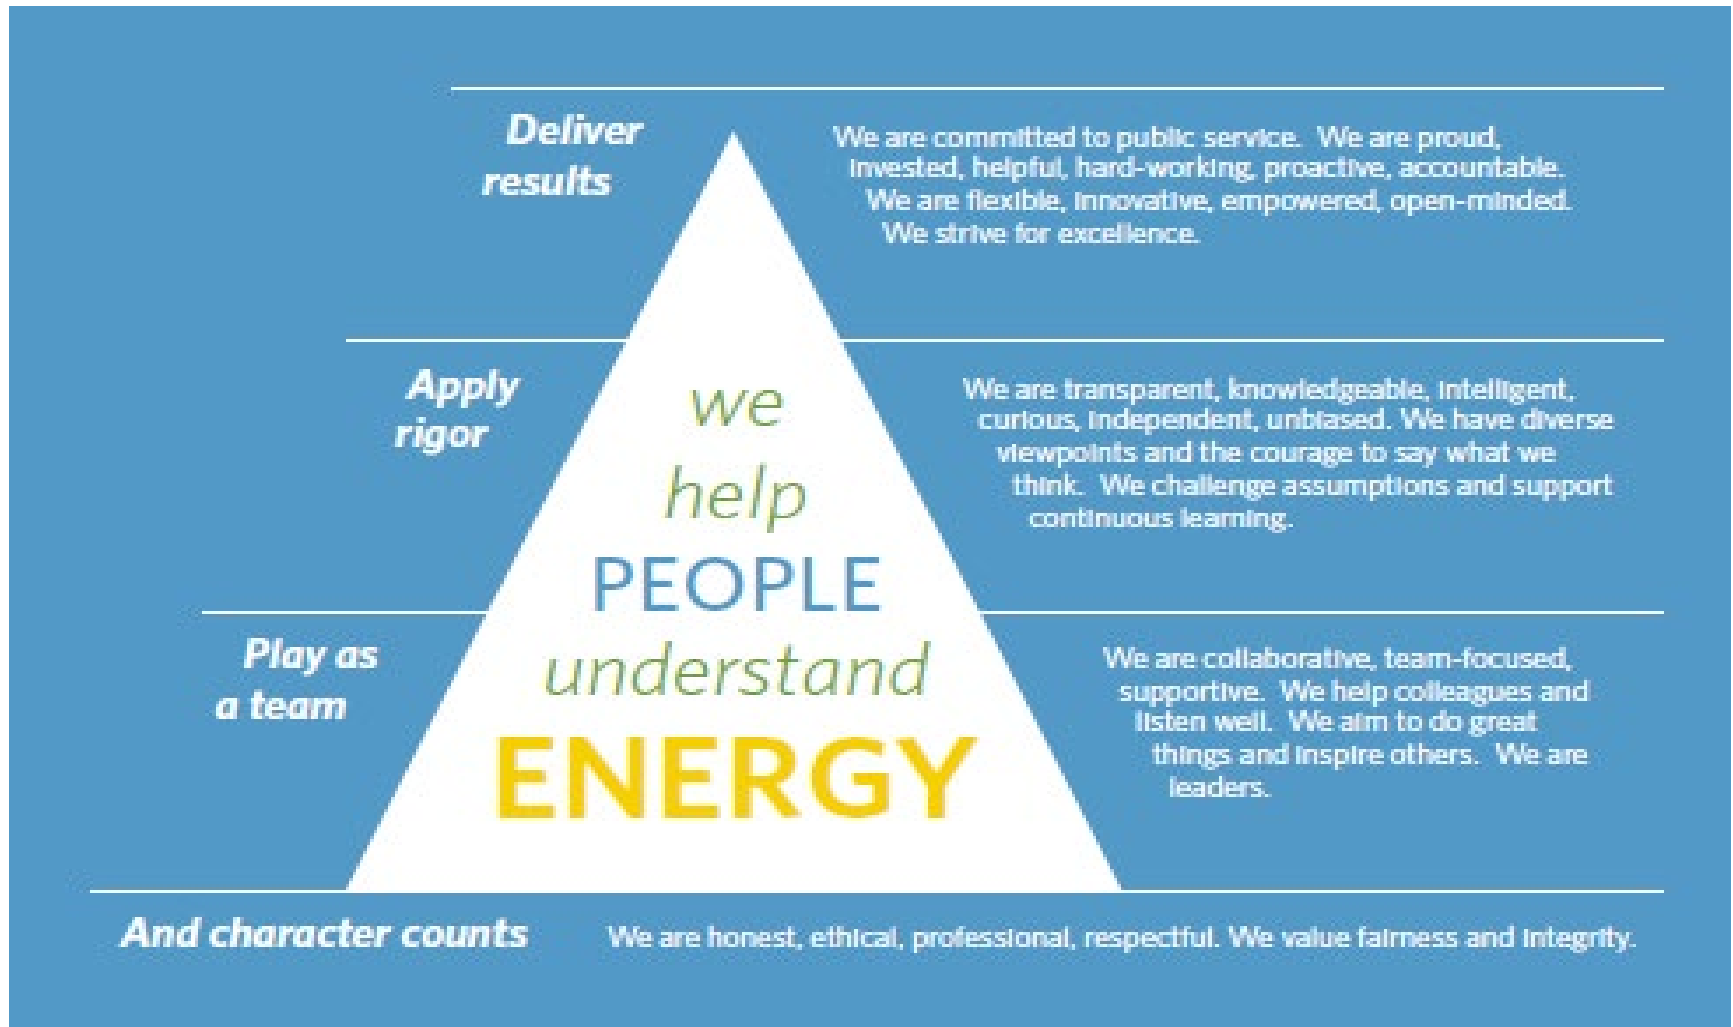 Deliver
results
We are committed to public service.  We are proud,
invested, helpful, hard-working, proactive, accountable.
We are flexible, innovative, empowered, open-minded.
We strive for excellence.
Apply
rigor
We are transparent, knowledgeable, intelligent,
curious, independent, unbiased. We have diverse
viewpoints and the courage to say what we
think.  We challenge assumptions and support
continuous learning.
Play as
a team
We are collaborative, team-focused,
supportive.  We help colleagues and
listen well.  We aim to do great
things and inspire others.  We are
leaders.
we
help
PEOPLE
understand
ENERGY
And character counts
We are honest, ethical, professional, respectful. We value fairness and integrity.